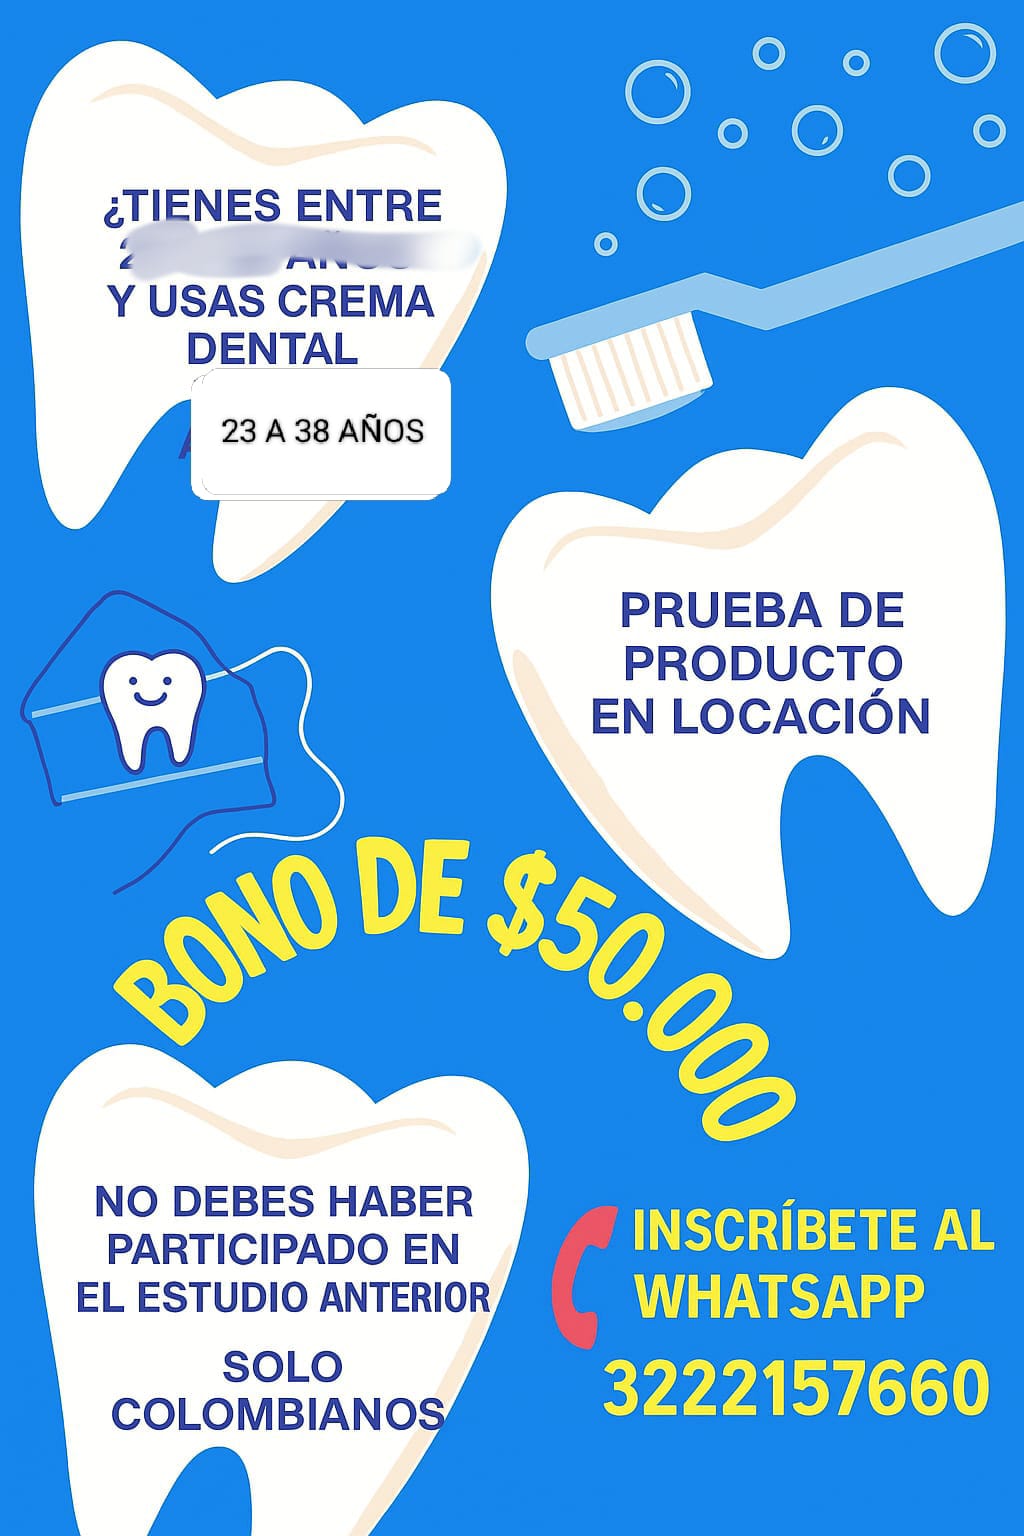 ¿TIENES ENTRE
AÑOS
Y USAS CREMA
DENTAL
23 A 38 AÑOS
PRUEBA DE
PRODUCTO
EN LOCACIÓN
BONO DE $50.000
NO DEBES HABER
PARTICIPADO EN
EL ESTUDIO ANTERIOR
SOLO
COLOMBIANOS
INSCRÍBETE AL
WHATSAPP
3222157660